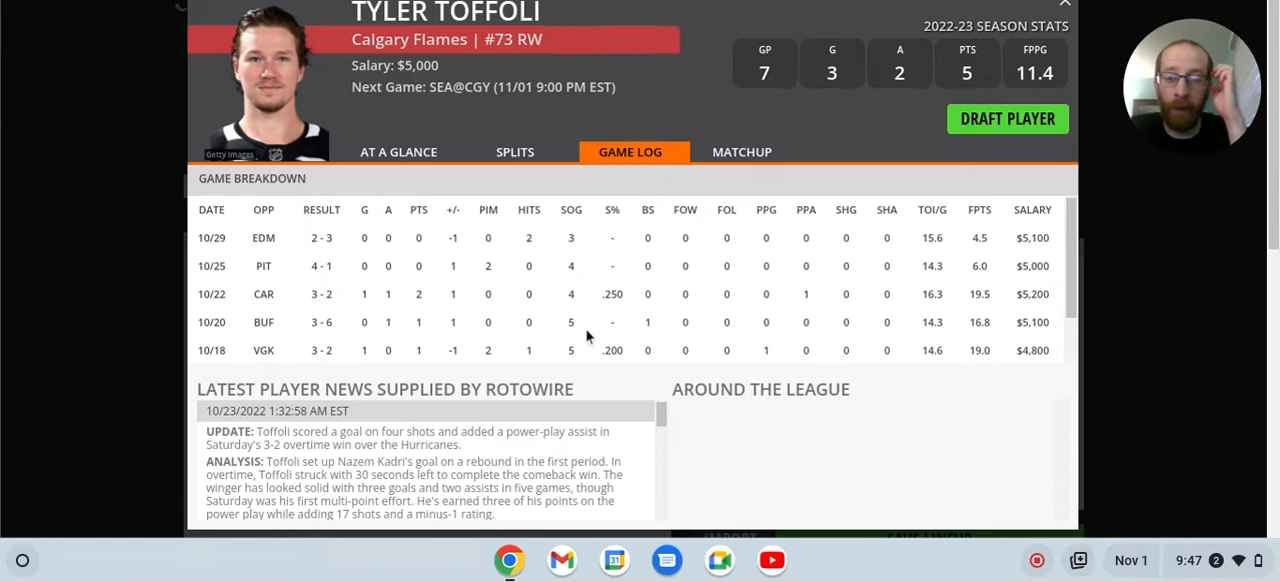 TYLER TOFFOLI
Calgary Flames | #73 RW
Salary: $5,000
Next Game: SEA@CGY (11/01 9:00 PM EST)
2022-23 SEASON STATS
GP G A PTS FPPG
7 3 2 5 11.4
DRAFT PLAYER
Getty Images
AT A GLANCE SPLITS GAME LOG MATCHUP
GAME BREAKDOWN
DATE OPP RESULT G A PTS +/- PIM HITS SOG S% BS FOW FOL PPG PPA SHG SHA TOI/G FPTS SALARY
10/29 EDM 2 - 3 0 0 0 -1 0 2 3 - 0 0 0 0 0 0 0 15.6 4.5 $5,100
10/25 PIT 4 - 1 0 0 0 1 2 0 4 - 0 0 0 0 0 0 0 14.3 6.0 $5,000
10/22 CAR 3 - 2 1 1 2 1 0 0 4 .250 0 0 0 0 1 0 0 16.3 19.5 $5,200
10/20 BUF 3 - 6 0 1 1 1 0 0 5 - 1 0 0 0 0 0 0 14.3 16.8 $5,100
10/18 VGK 3 - 2 1 0 1 -1 2 1 5 .200 0 0 0 1 0 0 0 14.6 19.0 $4,800
LATEST PLAYER NEWS SUPPLIED BY ROTOWIRE
10/23/2022 1:32:58 AM EST
UPDATE: Toffoli scored a goal on four shots and added a power-play assist in
Saturday's 3-2 overtime win over the Hurricanes.
ANALYSIS: Toffoli set up Nazem Kadri's goal on a rebound in the first period. In
overtime, Toffoli struck with 30 seconds left to complete the comeback win. The
winger has looked solid with three goals and two assists in five games, though
Saturday was his first multi-point effort. He's earned three of his points on the
power play while adding 17 shots and a minus-1 rating.
AROUND THE LEAGUE
31
Nov 1
9:47
2